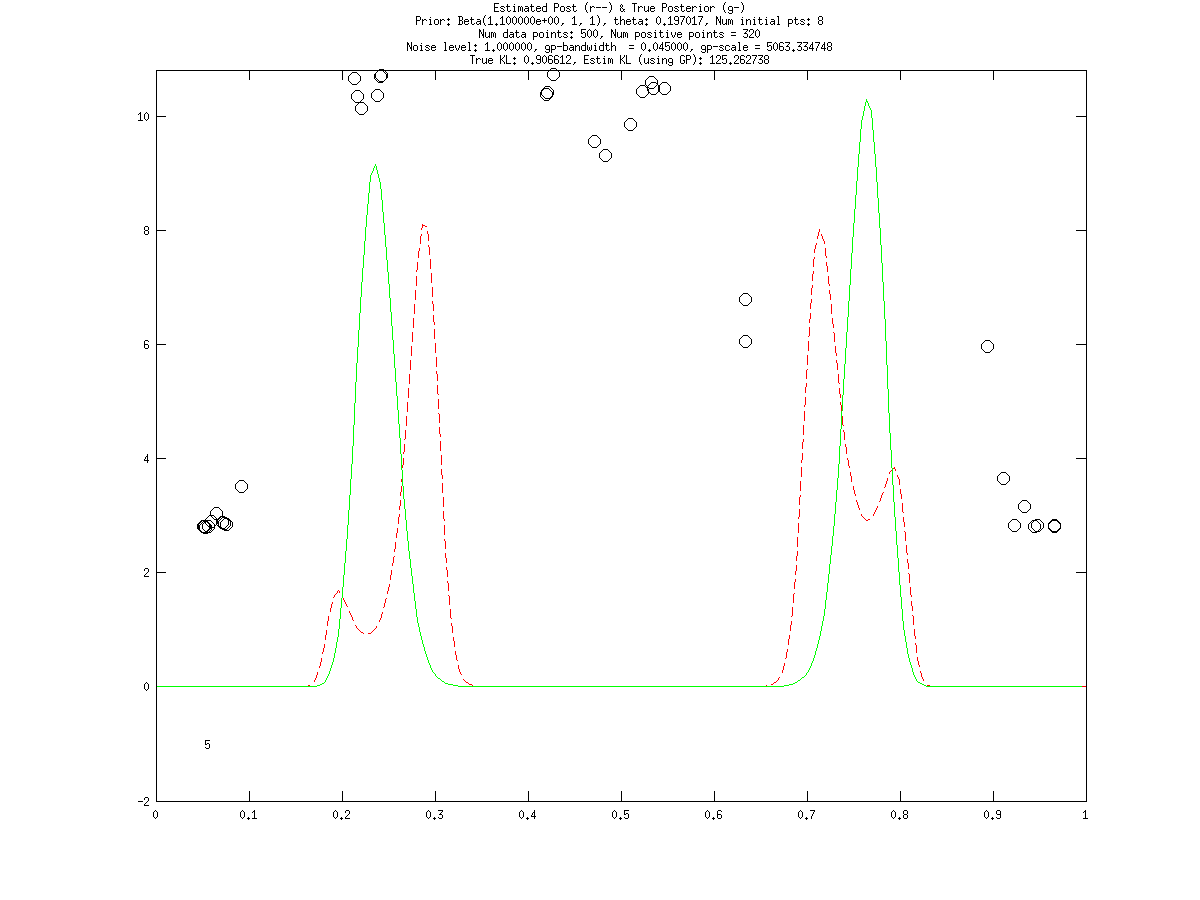 Estimated Post (r--) & True Posterior (g-)
Prior: Beta(1.100000e+00, 1, 1), theta: 0.197017, Num initial pts: 8
Num data points: 500, Num positive points = 320
Noise level: 1.000000, gp-bandwidth  = 0.045000, gp-scale = 5063.334748
True KL: 0.906612, Estim KL (using GP): 125.262738
10
8
6
4
2
0
5
-2
0 0.1 0.2 0.3 0.4 0.5 0.6 0.7 0.8 0.9 1